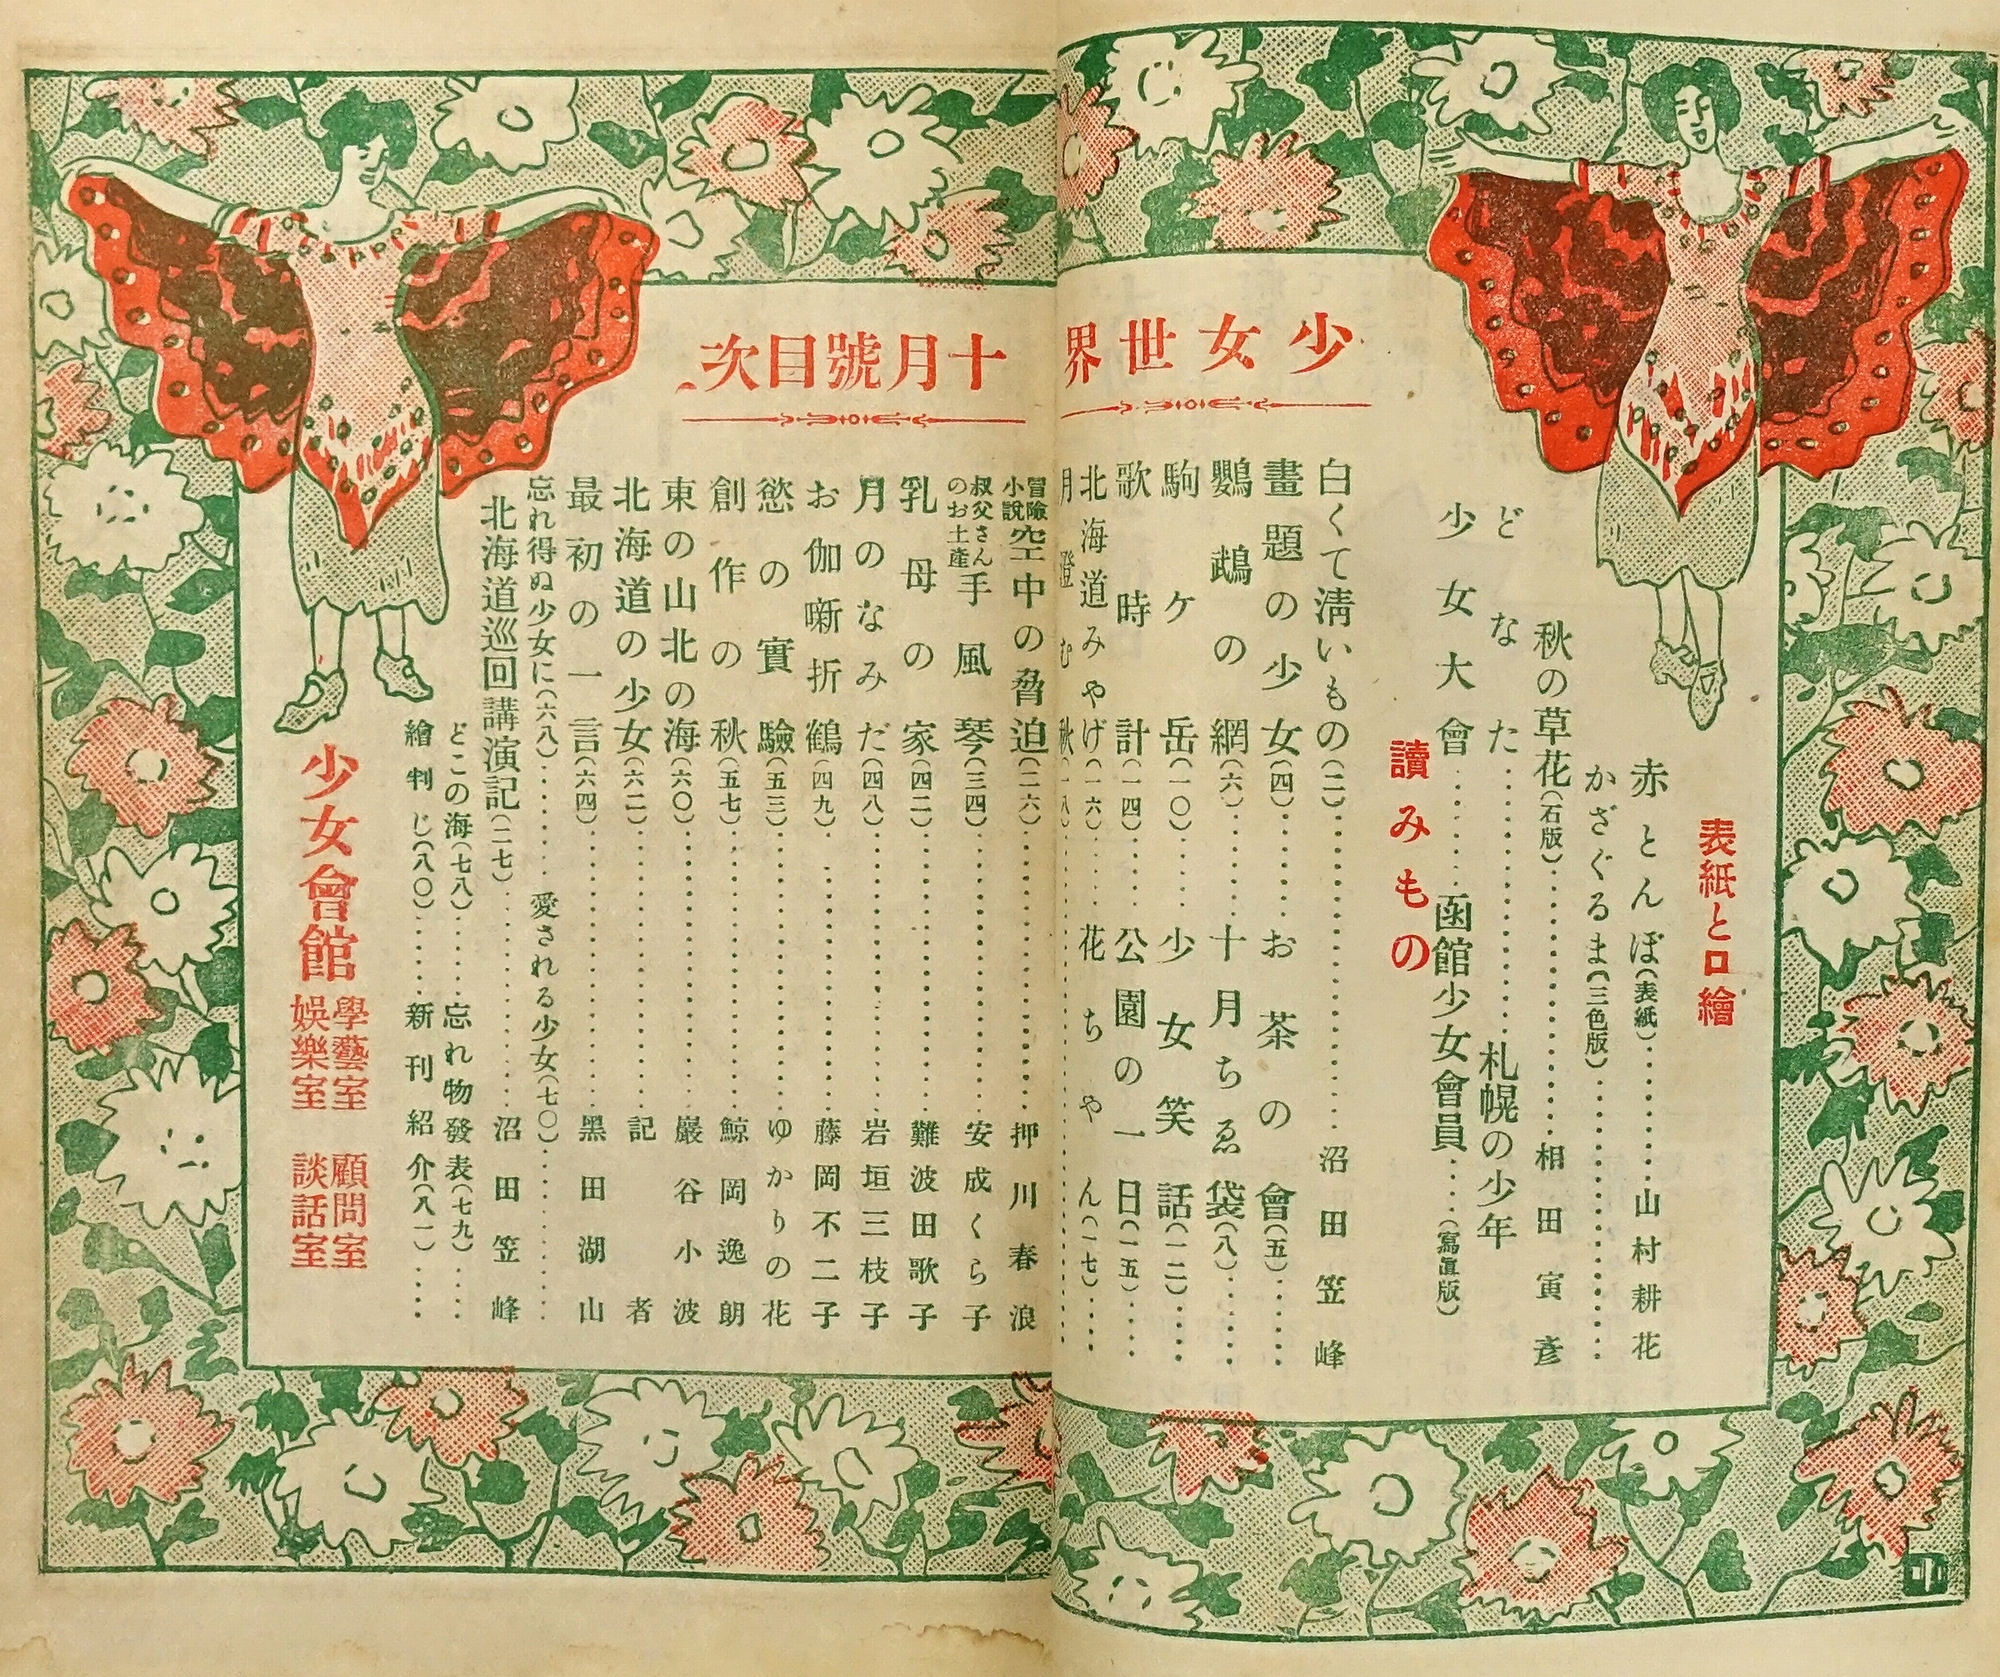 少女世界
十月號目次
表紙と口繪
赤とんぼ(表紙)……山村耕花
かざぐるま(三色版)……
秋の草花(石版)……相田寅彦
どなた……札幌の少年
少女大會……函館少女會員……(寫眞版)
讀みもの
白くて淸いもの(二)……沼田笠峰
畫題の少女(四)……お茶の會(五)……
鸚鵡の網(六)……十月ちゑ袋(八)……
駒ケ岳(一〇)……少女笑話(一二)……
歌時計(一四)……公園の一日(一五)……
北海道みやげ(一六)……花ちやん(一七)……
月澄む秋(一八)……
冒險小說 空中の脅迫(二六)……押川春浪
叔父さんのお土產 手風琴(三四)……安成くら子
乳母の家(四二)……難波田歌子
月のなみだ(四八)……岩垣三枝子
お伽噺折鶴(四九)……藤岡不二子
慾の實驗(五三)……ゆかりの花
創作の秋(五七)……鯨岡逸朗
東の山北の海(六〇)……巖谷小波
北海道の少女(六二)……記者
最初の一言(六四)……黑田湖山
忘れ得ぬ少女に(六八)……愛される少女(七〇)……
北海道巡回講演記(二七)……沼田笠峰
どこの海(七八)……忘れ物發表(七九)……
繪判じ(八〇)……新刊紹介(八一)……
少女會館
學藝室 顧問室
娯樂室 談話室